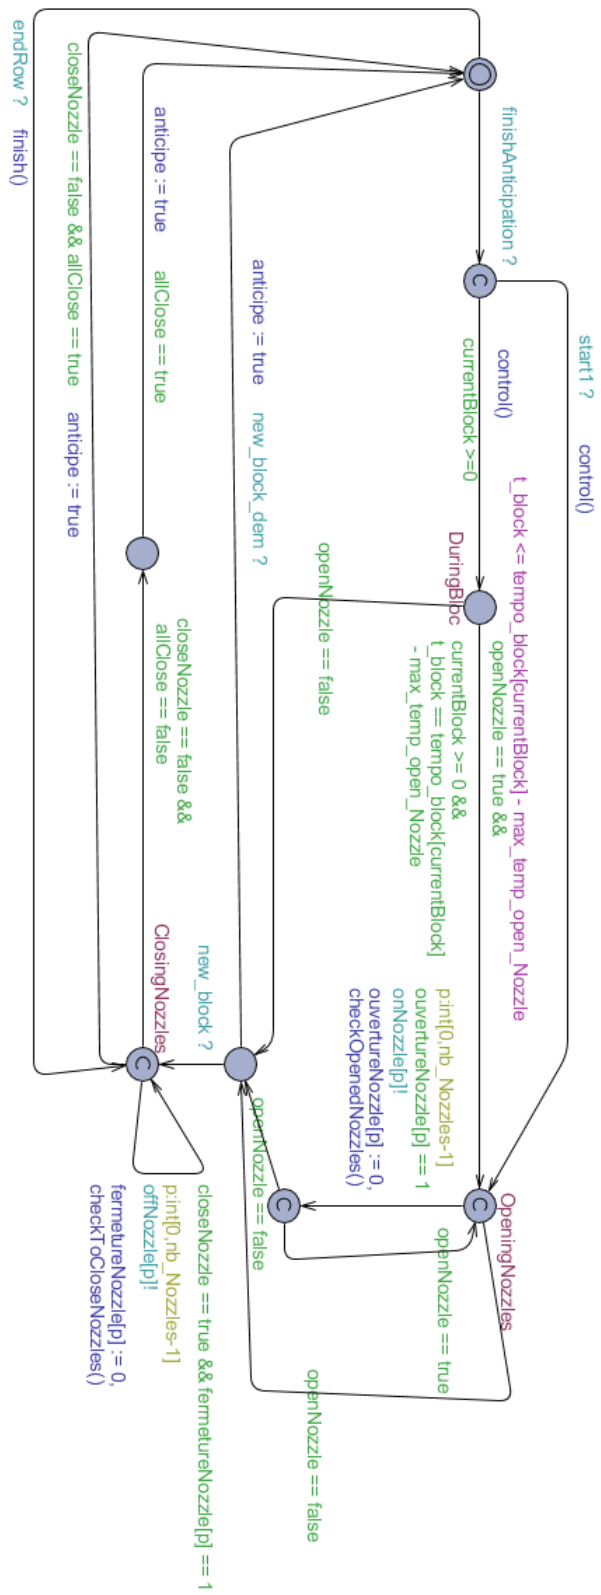 start1 ?
control()
finishAnticipation ?
control()
currentBlock >=0
t_block <= tempo_block[currentBlock] - max_temp_open_Nozzle
DuringBloc
openNozzle == true &&
currentBlock >= 0 &&
t_block == tempo_block[currentBlock]
- max_temp_open_Nozzle
openNozzle == false
OpeningNozzles
p:int[0,nb_Nozzles-1]
ouvertureNozzle[p] == 1
onNozzle[p]!
ouvertureNozzle[p] := 0,
checkOpenedNozzles()
openNozzle == true
openNozzle == false
openNozzle == false
anticipe := true
new_block_dem ?
new_block ?
ClosingNozzles
closeNozzle == true && fermetureNozzle[p] == 1
p:int[0,nb_Nozzles-1]
offNozzle[p]!
fermetureNozzle[p] := 0,
checkToCloseNozzles()
closeNozzle == false &&
allClose == false
anticipe := true
allClose == true
closeNozzle == false && allClose == true
anticipe := true
endRow ?
finish()
C
C
C
C